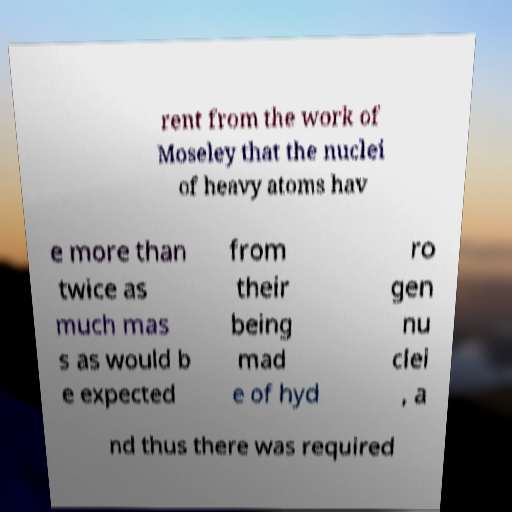 rent from the work of
Moseley that the nuclei
of heavy atoms hav
e more than
twice as
much mas
s as would b
e expected
from
their
being
mad
e of hyd
ro
gen
nu
clei
, a
nd thus there was required